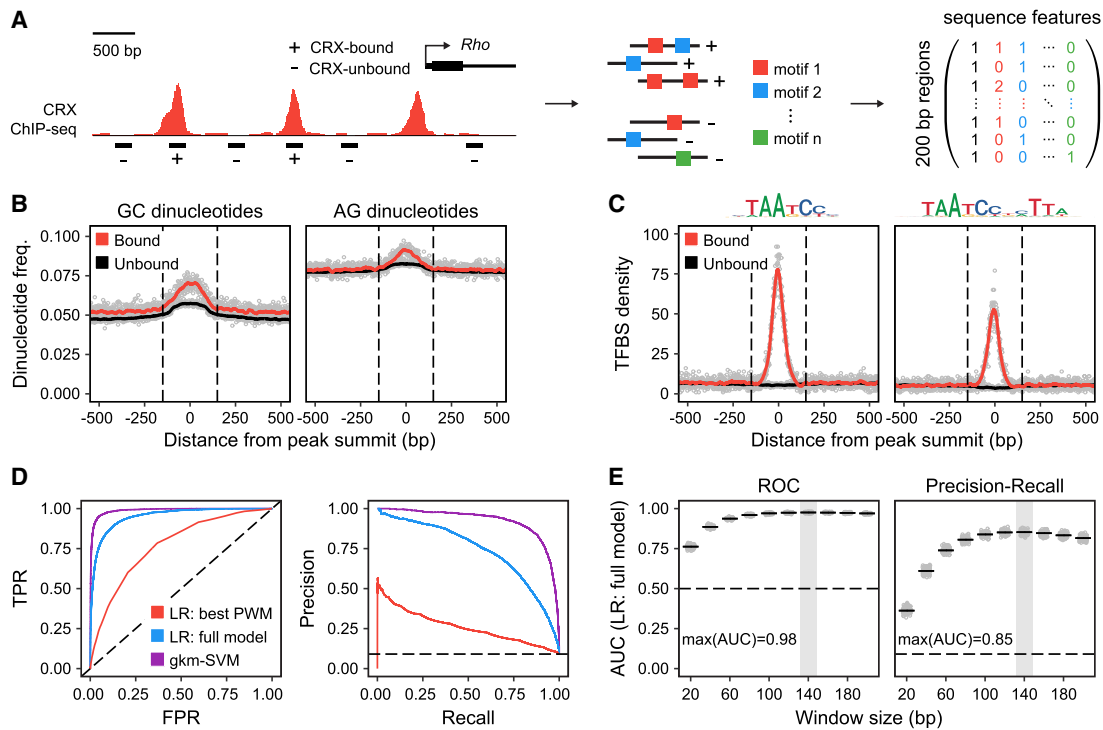 A
500 bp
+ CRX-bound
- CRX-unbound
Rho
CRX
ChIP-seq
- + - + - -
+
+
+
-
-
-
motif 1
motif 2
⋮
motif n
sequence features
200 bp regions
1 1 1 ... 0
1 0 1 ... 0
1 2 0 ... 0
⋮ ⋮ ⋮ ⋱ ⋮
1 1 0 ... 0
1 0 1 ... 0
1 0 0 ... 1
B
GC dinucleotides
AG dinucleotides
Dinucleotide freq.
0.100
0.075
0.050
0.025
0.000
Bound
Unbound
-500 -250 0 250 500
-500 -250 0 250 500
Distance from peak summit (bp)
C
TAATCC
TAATCC TTA
TFBS density
100
75
50
25
0
Bound
Unbound
-500 -250 0 250 500
-500 -250 0 250 500
Distance from peak summit (bp)
D
TPR
1.00
0.75
0.50
0.25
0.00
LR: best PWM
LR: full model
gkm-SVM
0.00 0.25 0.50 0.75 1.00
FPR
Precision
1.00
0.75
0.50
0.25
0.00
0.00 0.25 0.50 0.75 1.00
Recall
E
ROC
Precision-Recall
AUC (LR: full model)
1.00
0.75
0.50
0.25
0.00
max(AUC)=0.98
max(AUC)=0.85
20 60 100 140 180
20 60 100 140 180
Window size (bp)